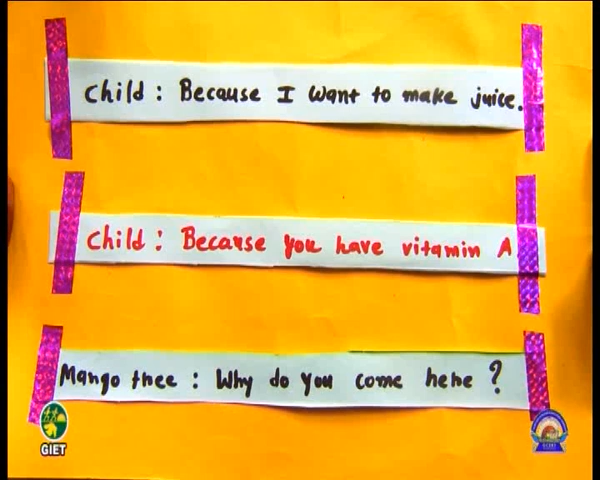 Child : Because I want to make juice.
Child : Because you have vitamin A
Mango tree : Why do you come here ?
GIET